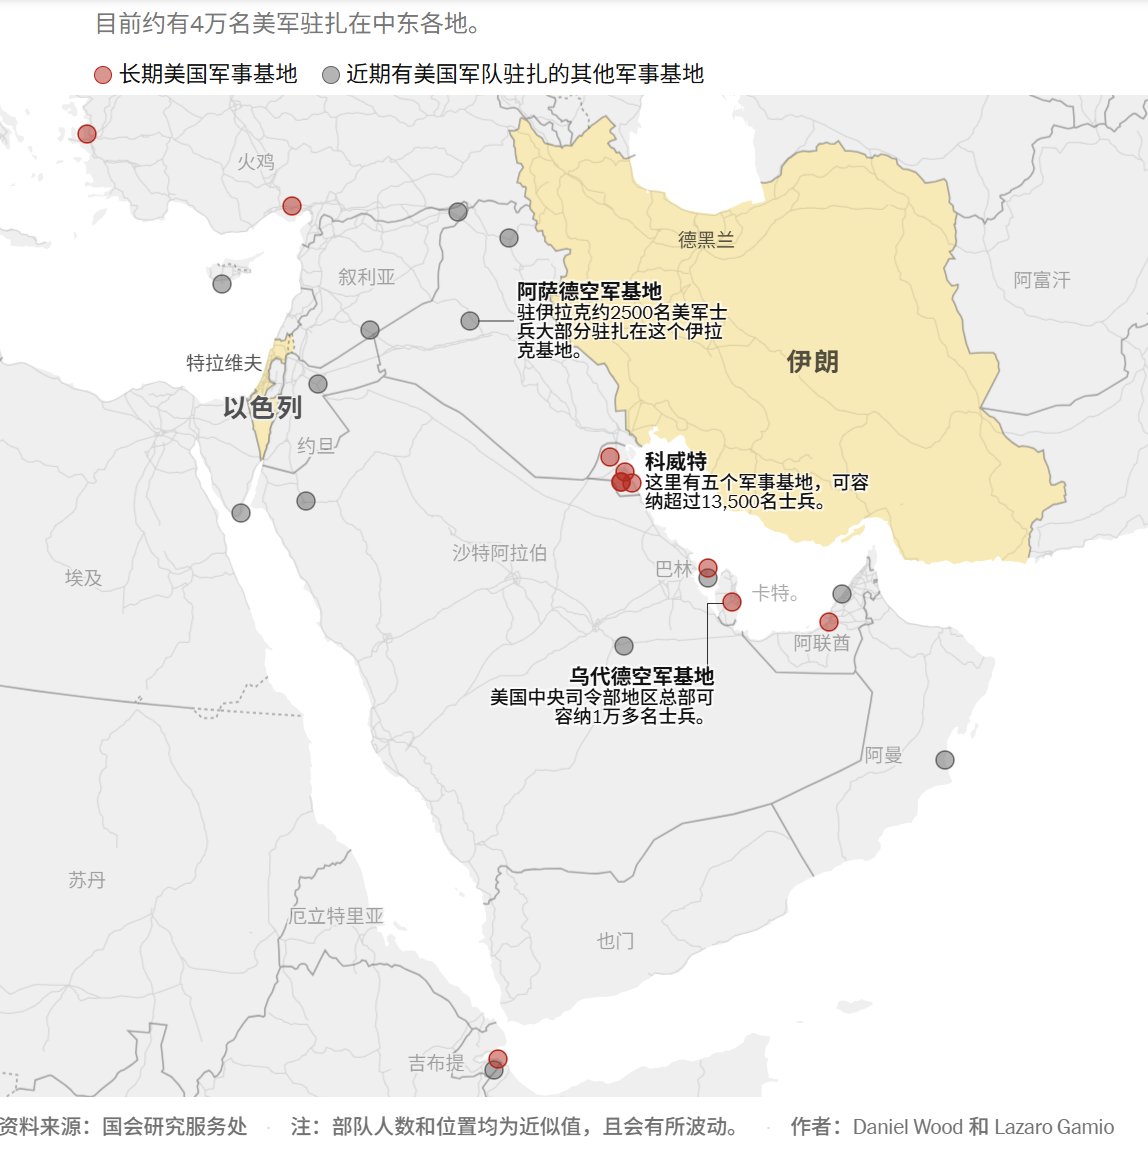 目前约有4万名美军驻扎在中东各地。
长期美国军事基地
近期有美国军队驻扎的其他军事基地
火鸡
德黑兰
叙利亚
阿富汗
阿萨德空军基地
驻伊拉克约2500名美军士
兵大部分驻扎在这个伊拉
克基地。
特拉维夫
伊朗
以色列
约旦
科威特
这里有五个军事基地，可容
纳超过13,500名士兵。
沙特阿拉伯
埃及
巴林
卡特。
阿联酋
乌代德空军基地
美国中央司令部地区总部可
容纳1万多名士兵。
阿曼
苏丹
厄立特里亚
也门
吉布提
资料来源：国会研究服务处 · 注：部队人数和位置均为近似值，且会有所波动。 · 作者：Daniel Wood 和 Lazaro Gamio